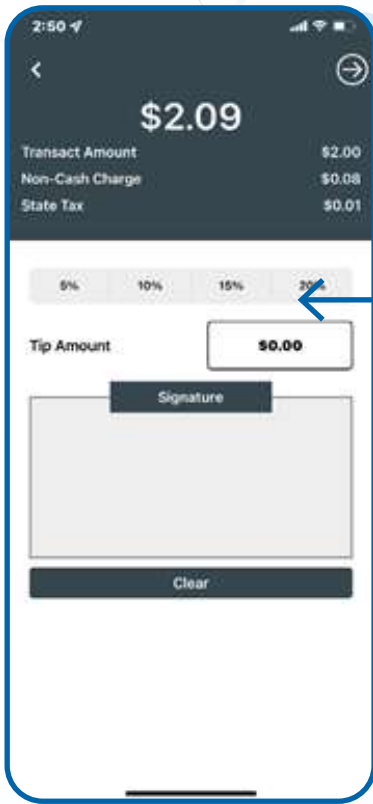 2:50
$2.09
Transact Amount $2.00
Non-Cash Charge $0.08
State Tax $0.01
5% 10% 15% 20%
Tip Amount $0.00
Signature
Clear